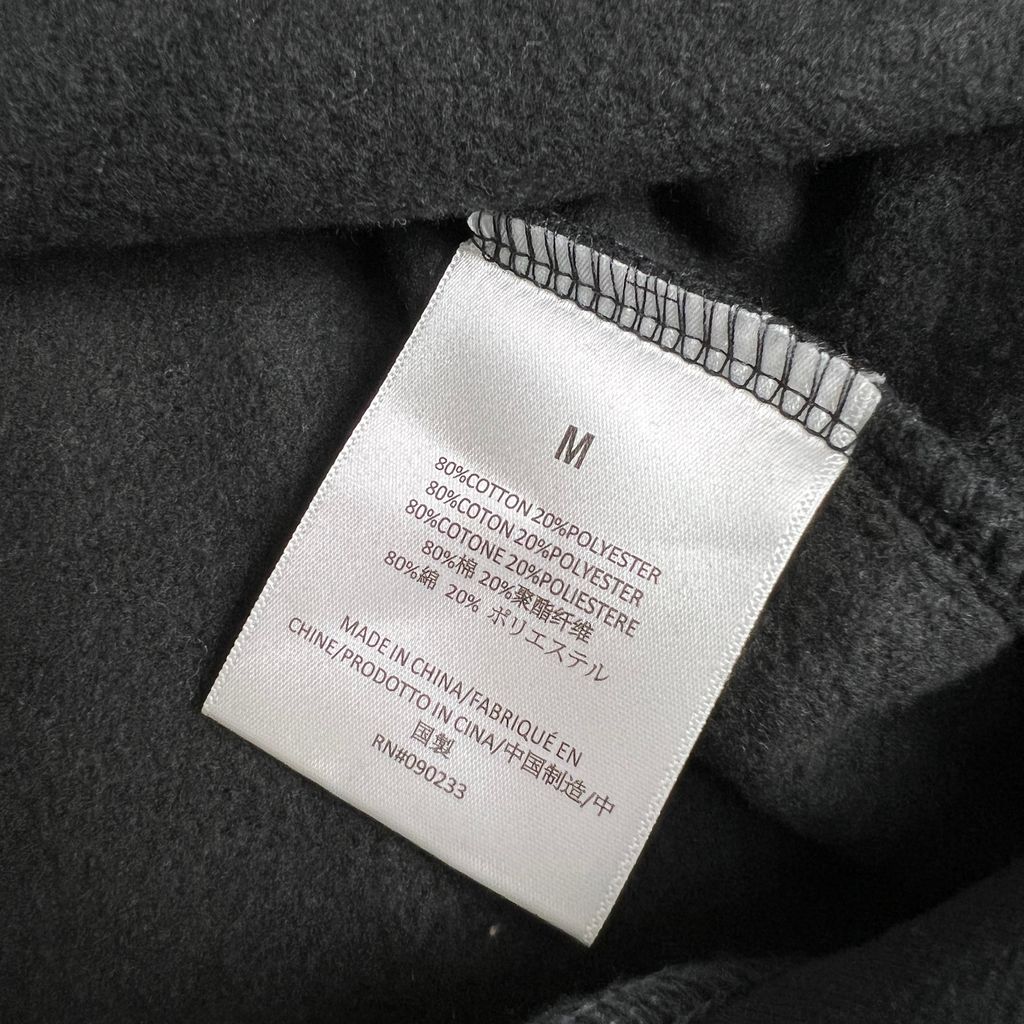 M
80%COTTON 20%POLYESTER
80%COTON 20%POLYESTER
80%COTONE 20%POLIESTERE
80%棉 20%聚酯纤维
80%綿 20% ポリエステル
MADE IN CHINA/FABRIQUÉ EN
CHINE/PRODOTTO IN CINA/中国制造/中
国製
RN#090233